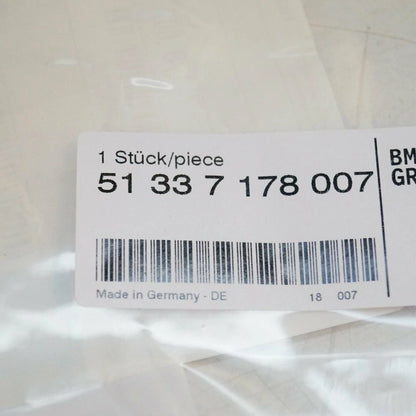 1 Stück/piece
51 33 7 178 007
BM
GR
Made in Germany - DE
18 007